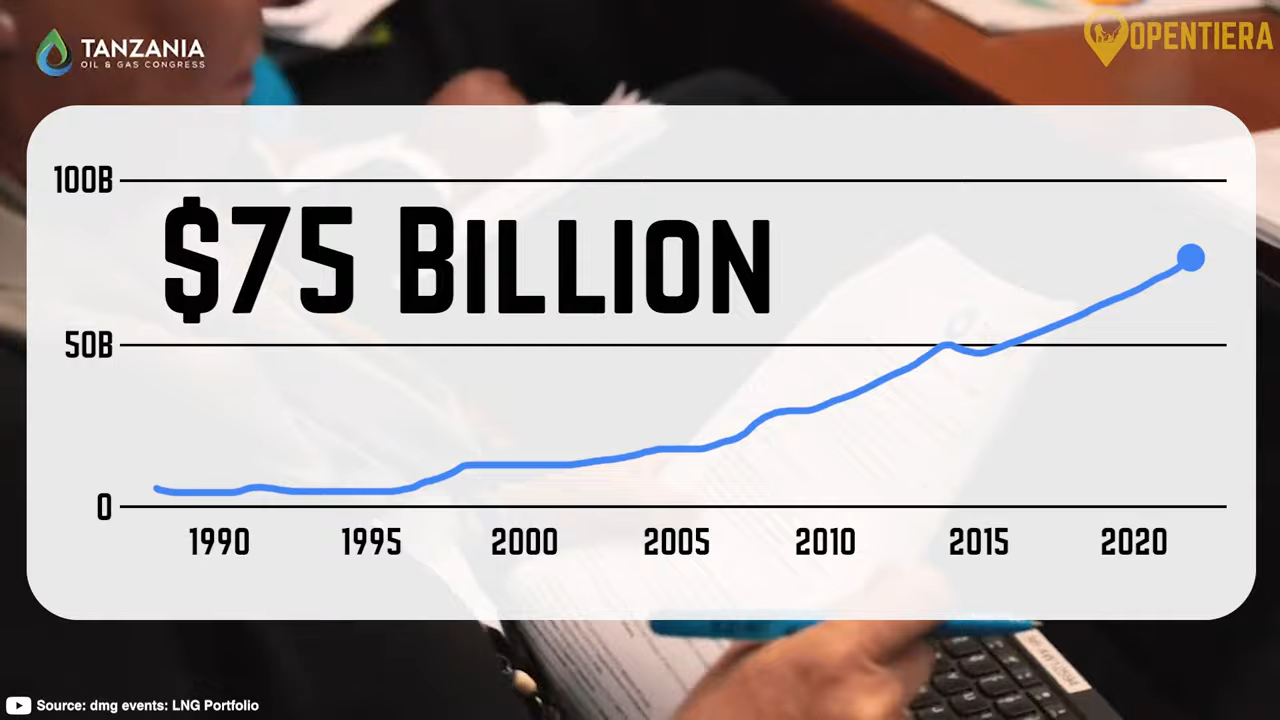 TANZANIA
OIL & GAS CONGRESS
OPENTIERA
100B
$75 BILLION
50B
0
1990 1995 2000 2005 2010 2015 2020
Source: dmg events: LNG Portfolio